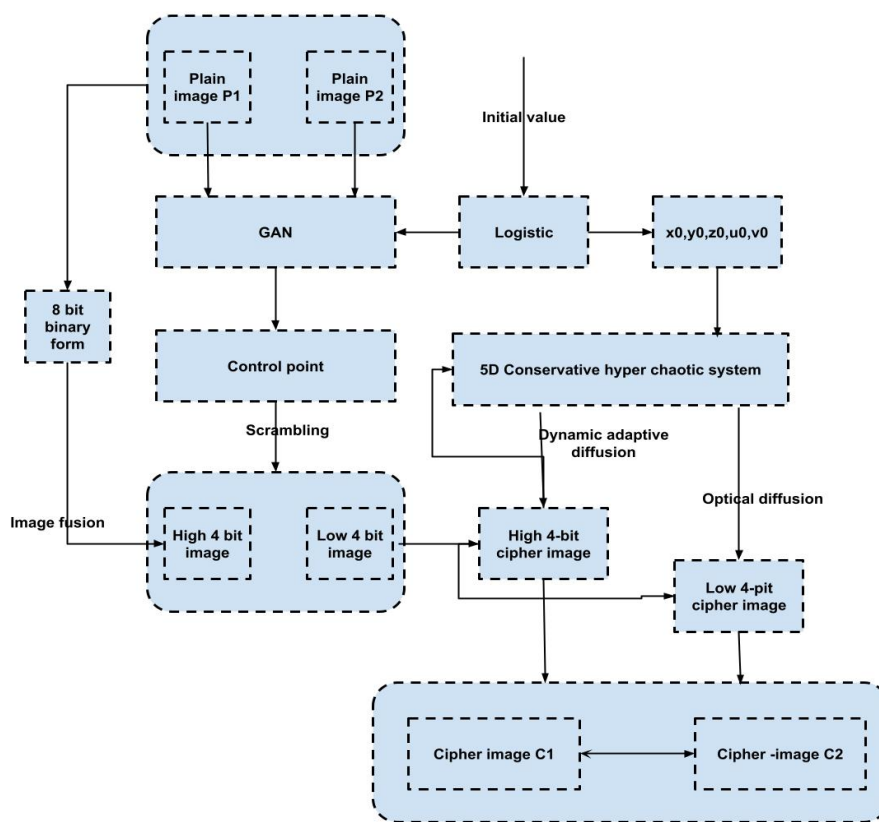 Plain
image P1
Plain
image P2
Initial value
GAN
Logistic
x0,y0,z0,u0,v0
8 bit
binary
form
Control point
5D Conservative hyper chaotic system
Scrambling
Dynamic adaptive
diffusion
Optical diffusion
Image fusion
High 4 bit
image
Low 4 bit
image
High 4-bit
cipher image
Low 4-pit
cipher image
Cipher image C1
Cipher -image C2